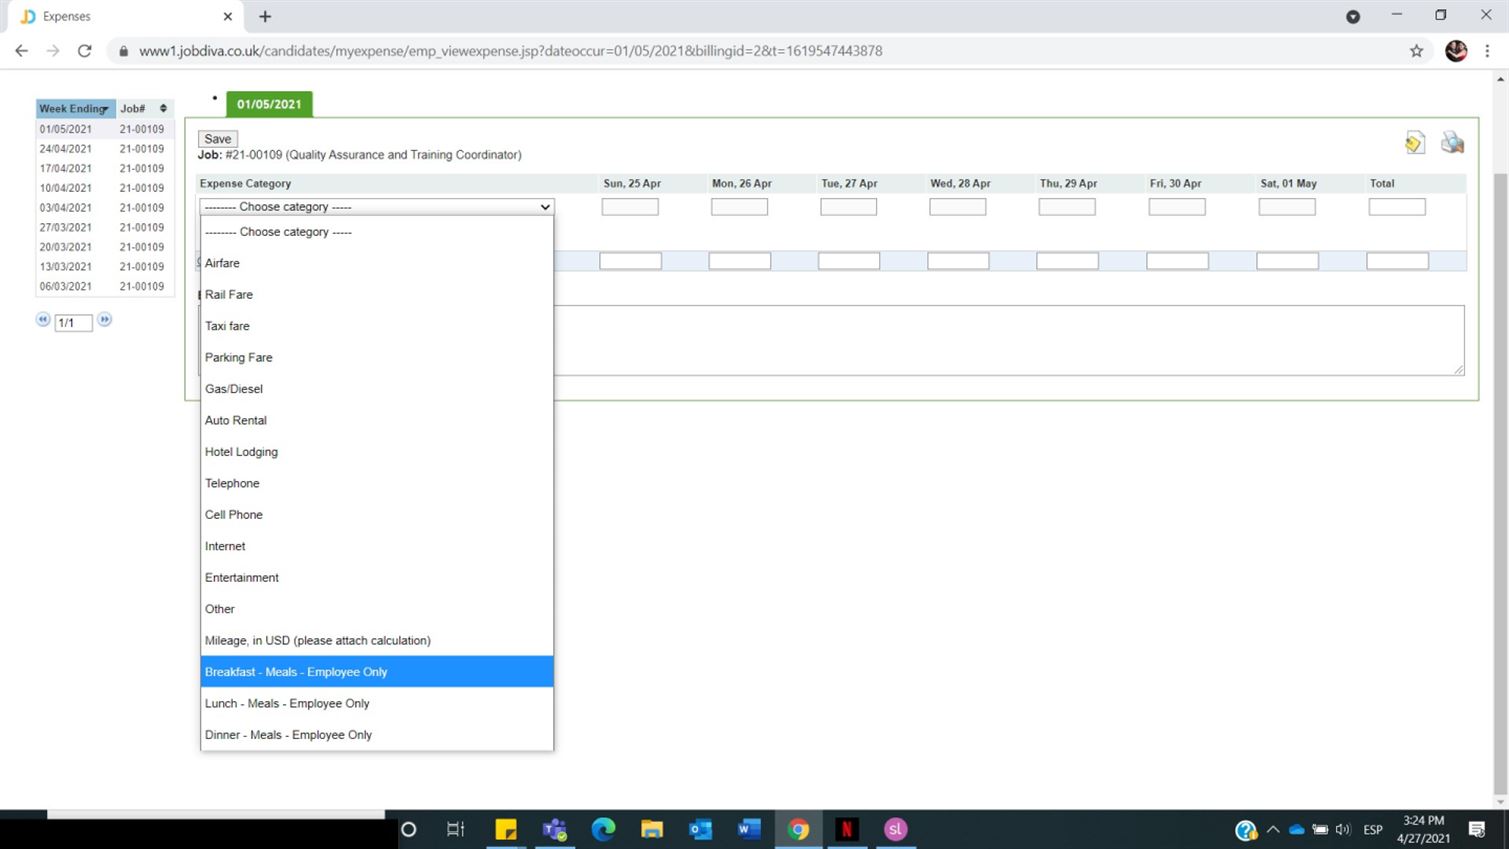 Expenses
www1.jobdiva.co.uk/candidates/myexpense/emp_viewexpense.jsp?dateoccur=01/05/2021&billingid=2&t=1619547443878
Week Ending Job#
01/05/2021 21-00109
24/04/2021 21-00109
17/04/2021 21-00109
10/04/2021 21-00109
03/04/2021 21-00109
27/03/2021 21-00109
20/03/2021 21-00109
13/03/2021 21-00109
06/03/2021 21-00109
1/1
01/05/2021
Save
Job: #21-00109 (Quality Assurance and Training Coordinator)
Expense Category Sun, 25 Apr Mon, 26 Apr Tue, 27 Apr Wed, 28 Apr Thu, 29 Apr Fri, 30 Apr Sat, 01 May Total
-------- Choose category -----
-------- Choose category -----
Airfare
Rail Fare
Taxi fare
Parking Fare
Gas/Diesel
Auto Rental
Hotel Lodging
Telephone
Cell Phone
Internet
Entertainment
Other
Mileage, in USD (please attach calculation)
Breakfast - Meals - Employee Only
Lunch - Meals - Employee Only
Dinner - Meals - Employee Only
N
sl
ESP
3:24 PM
4/27/2021